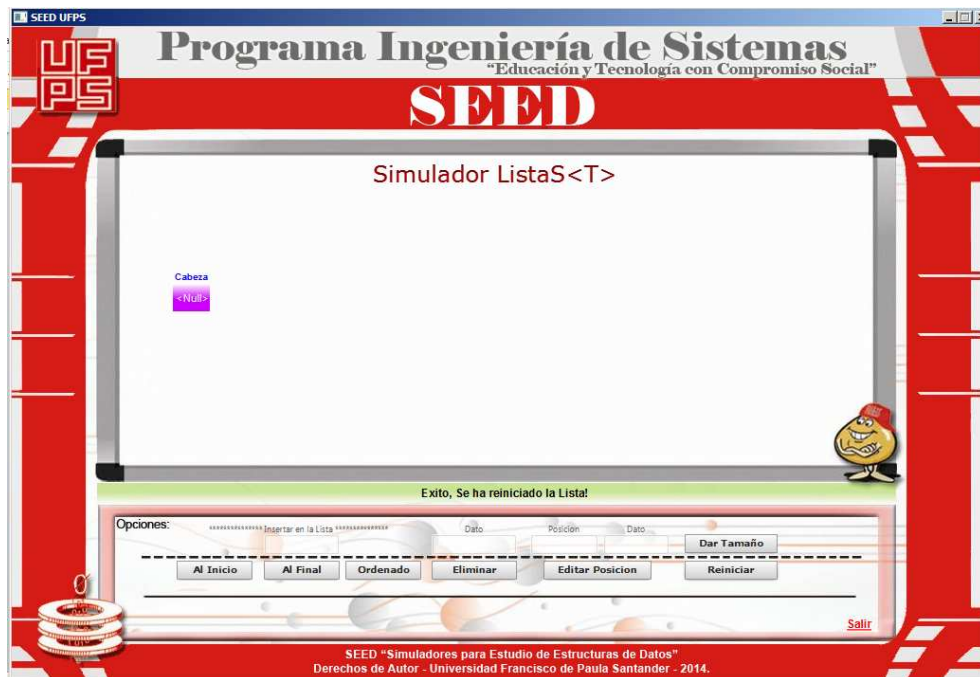 SEED UFPS
UFPS
Programa Ingeniería de Sistemas
“Educación y Tecnología con Compromiso Social”
SEED
Simulador ListaS<T>
Cabeza
<Null>
Exito, Se ha reiniciado la Lista!
Opciones:
************** Insertar en la Lista **************
Dato
Posicion
Dato
Dar Tamaño
Al Inicio
Al Final
Ordenado
Eliminar
Editar Posicion
Reiniciar
Salir
SEED “Simuladores para Estudio de Estructuras de Datos”
Derechos de Autor - Universidad Francisco de Paula Santander - 2014.